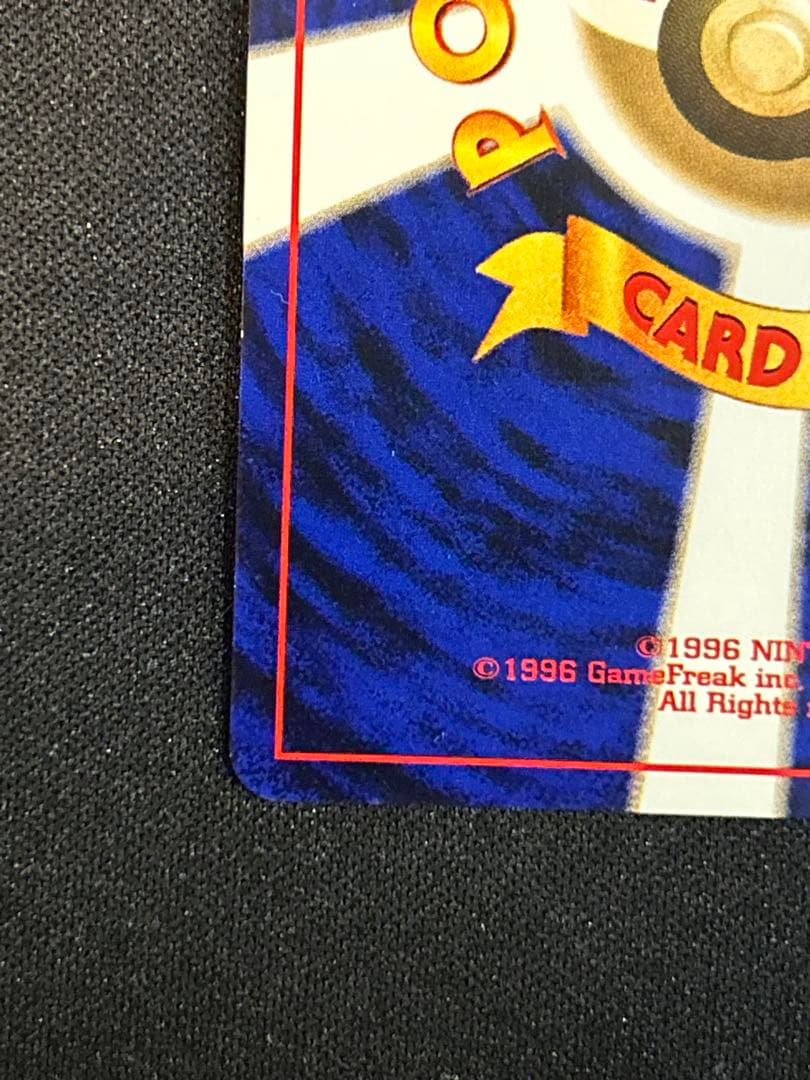 PO
CARD
©1996 NIN
©1996 GameFreak inc.
All Rights